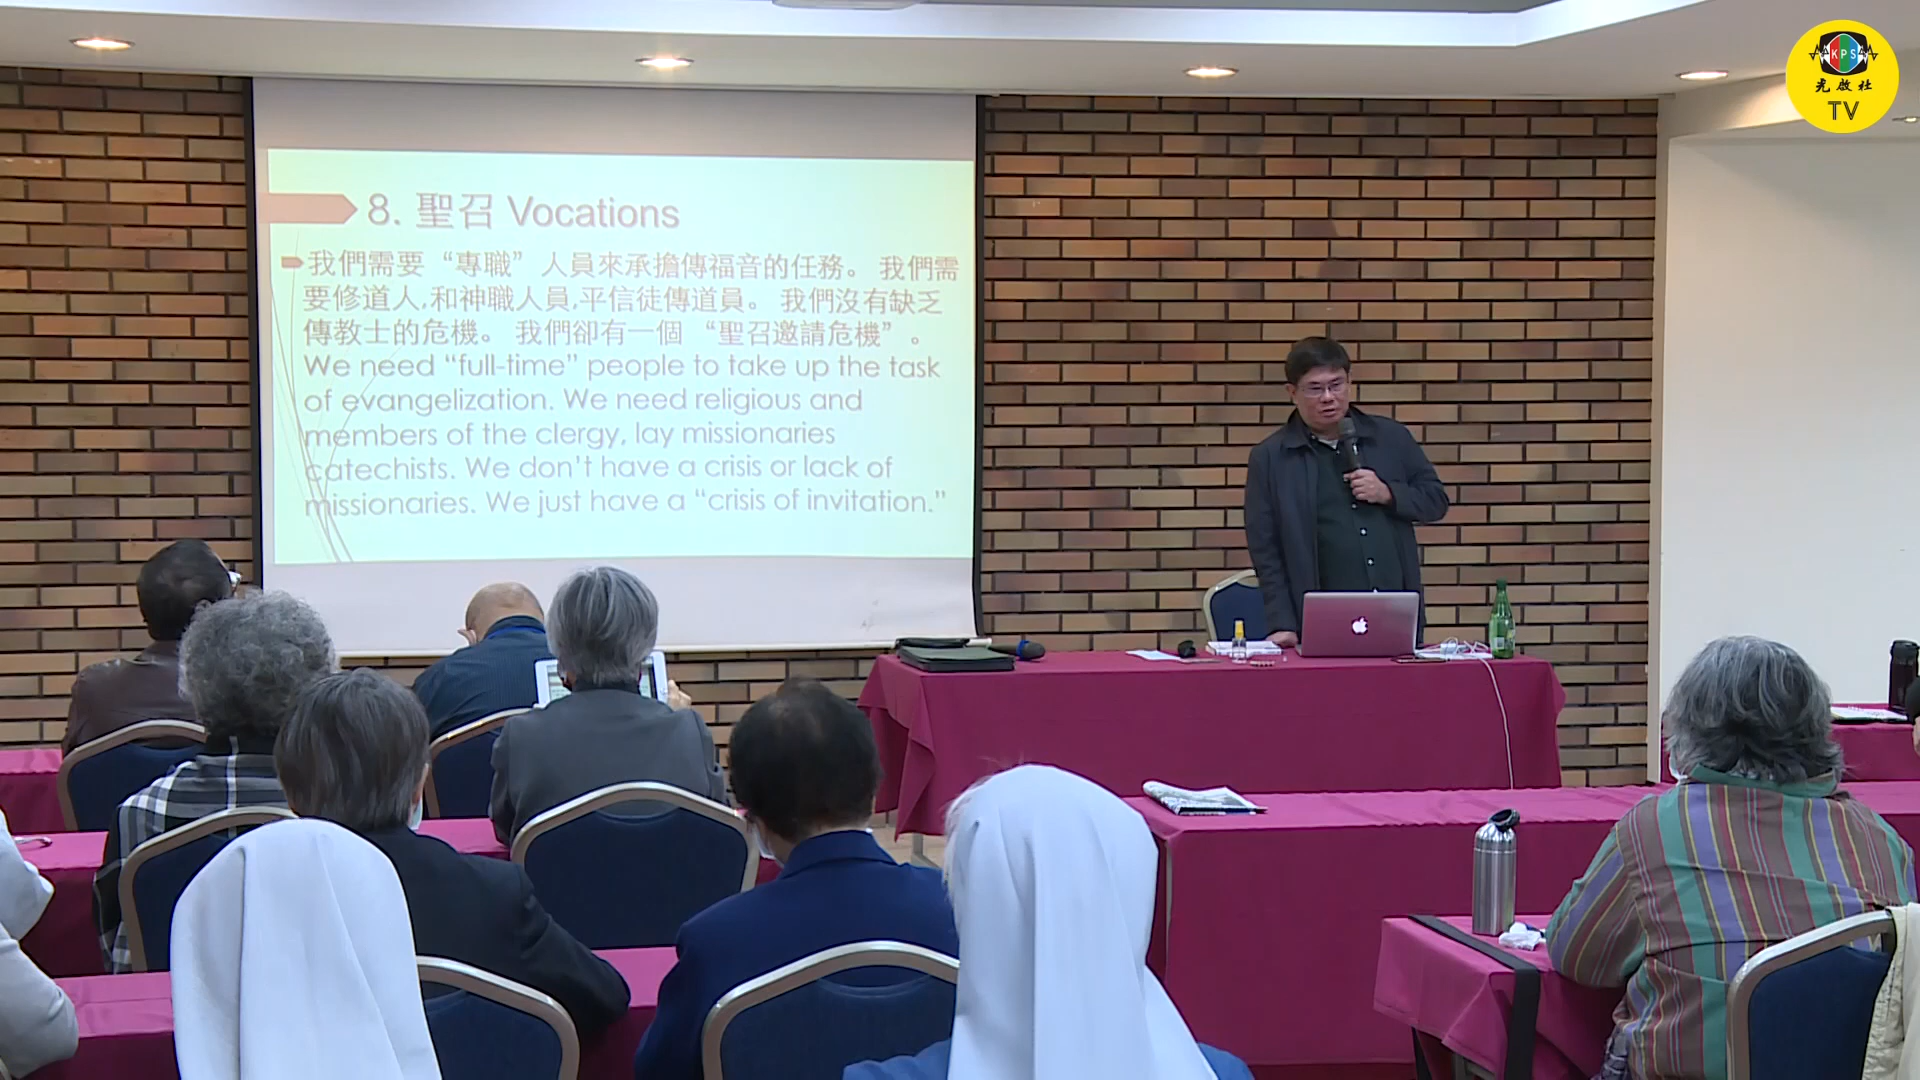 8. 聖召 Vocations
我們需要“專職”人員來承擔傳福音的任務。 我們需
要修道人,和神職人員,平信徒傳道員。 我們沒有缺乏
傳教士的危機。 我們卻有一個 “聖召邀請危機”。
We need “full-time” people to take up the task
of evangelization. We need religious and
members of the clergy, lay missionaries
catechists. We don’t have a crisis or lack of
missionaries. We just have a “crisis of invitation.”
KPS
光啟社
TV